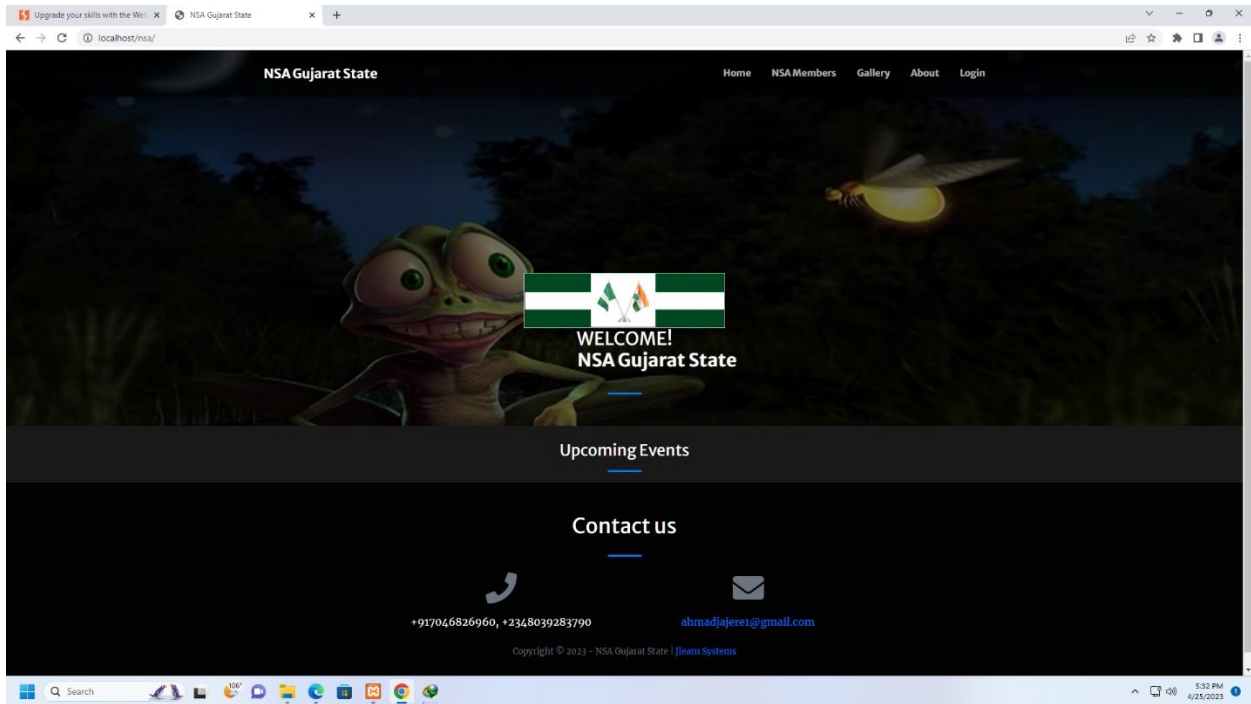 Upgrade your skills with the Web
NSA Gujarat State
localhost/nsa/
NSA Gujarat State
Home NSA Members Gallery About Login
WELCOME!
NSA Gujarat State
Upcoming Events
Contact us
+917046826960, +2348039283790 ahmadjajere1@gmail.com
Copyright © 2023 - NSA Gujarat State | Jlearn Systems
Search 106° 5:32 PM
4/25/2023